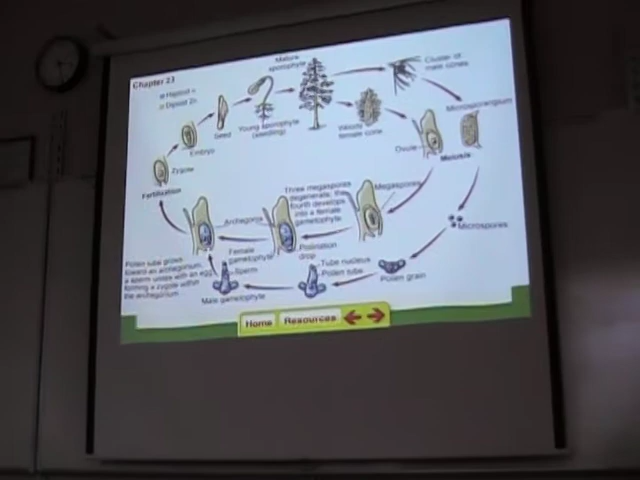 Chapter 23
Haploid n
Diploid 2n
Mature
sporophyte
Cluster of
male cones
Microsporangium
Seed
Young sporophyte
(seedling)
Woody
female cone
Ovule
Meiosis
Embryo
Zygote
Fertilization
Three megaspores
degenerate; the
fourth develops
into a female
gametophyte
Megaspores
Archegonia
Microspores
Female
gametophyte
Pollination
drop
Pollen tube grows
toward an archegonium;
a sperm unites with an egg,
forming a zygote within
the archegonium
Sperm
Tube nucleus
Pollen tube
Pollen grain
Male gametophyte
Home
Resources